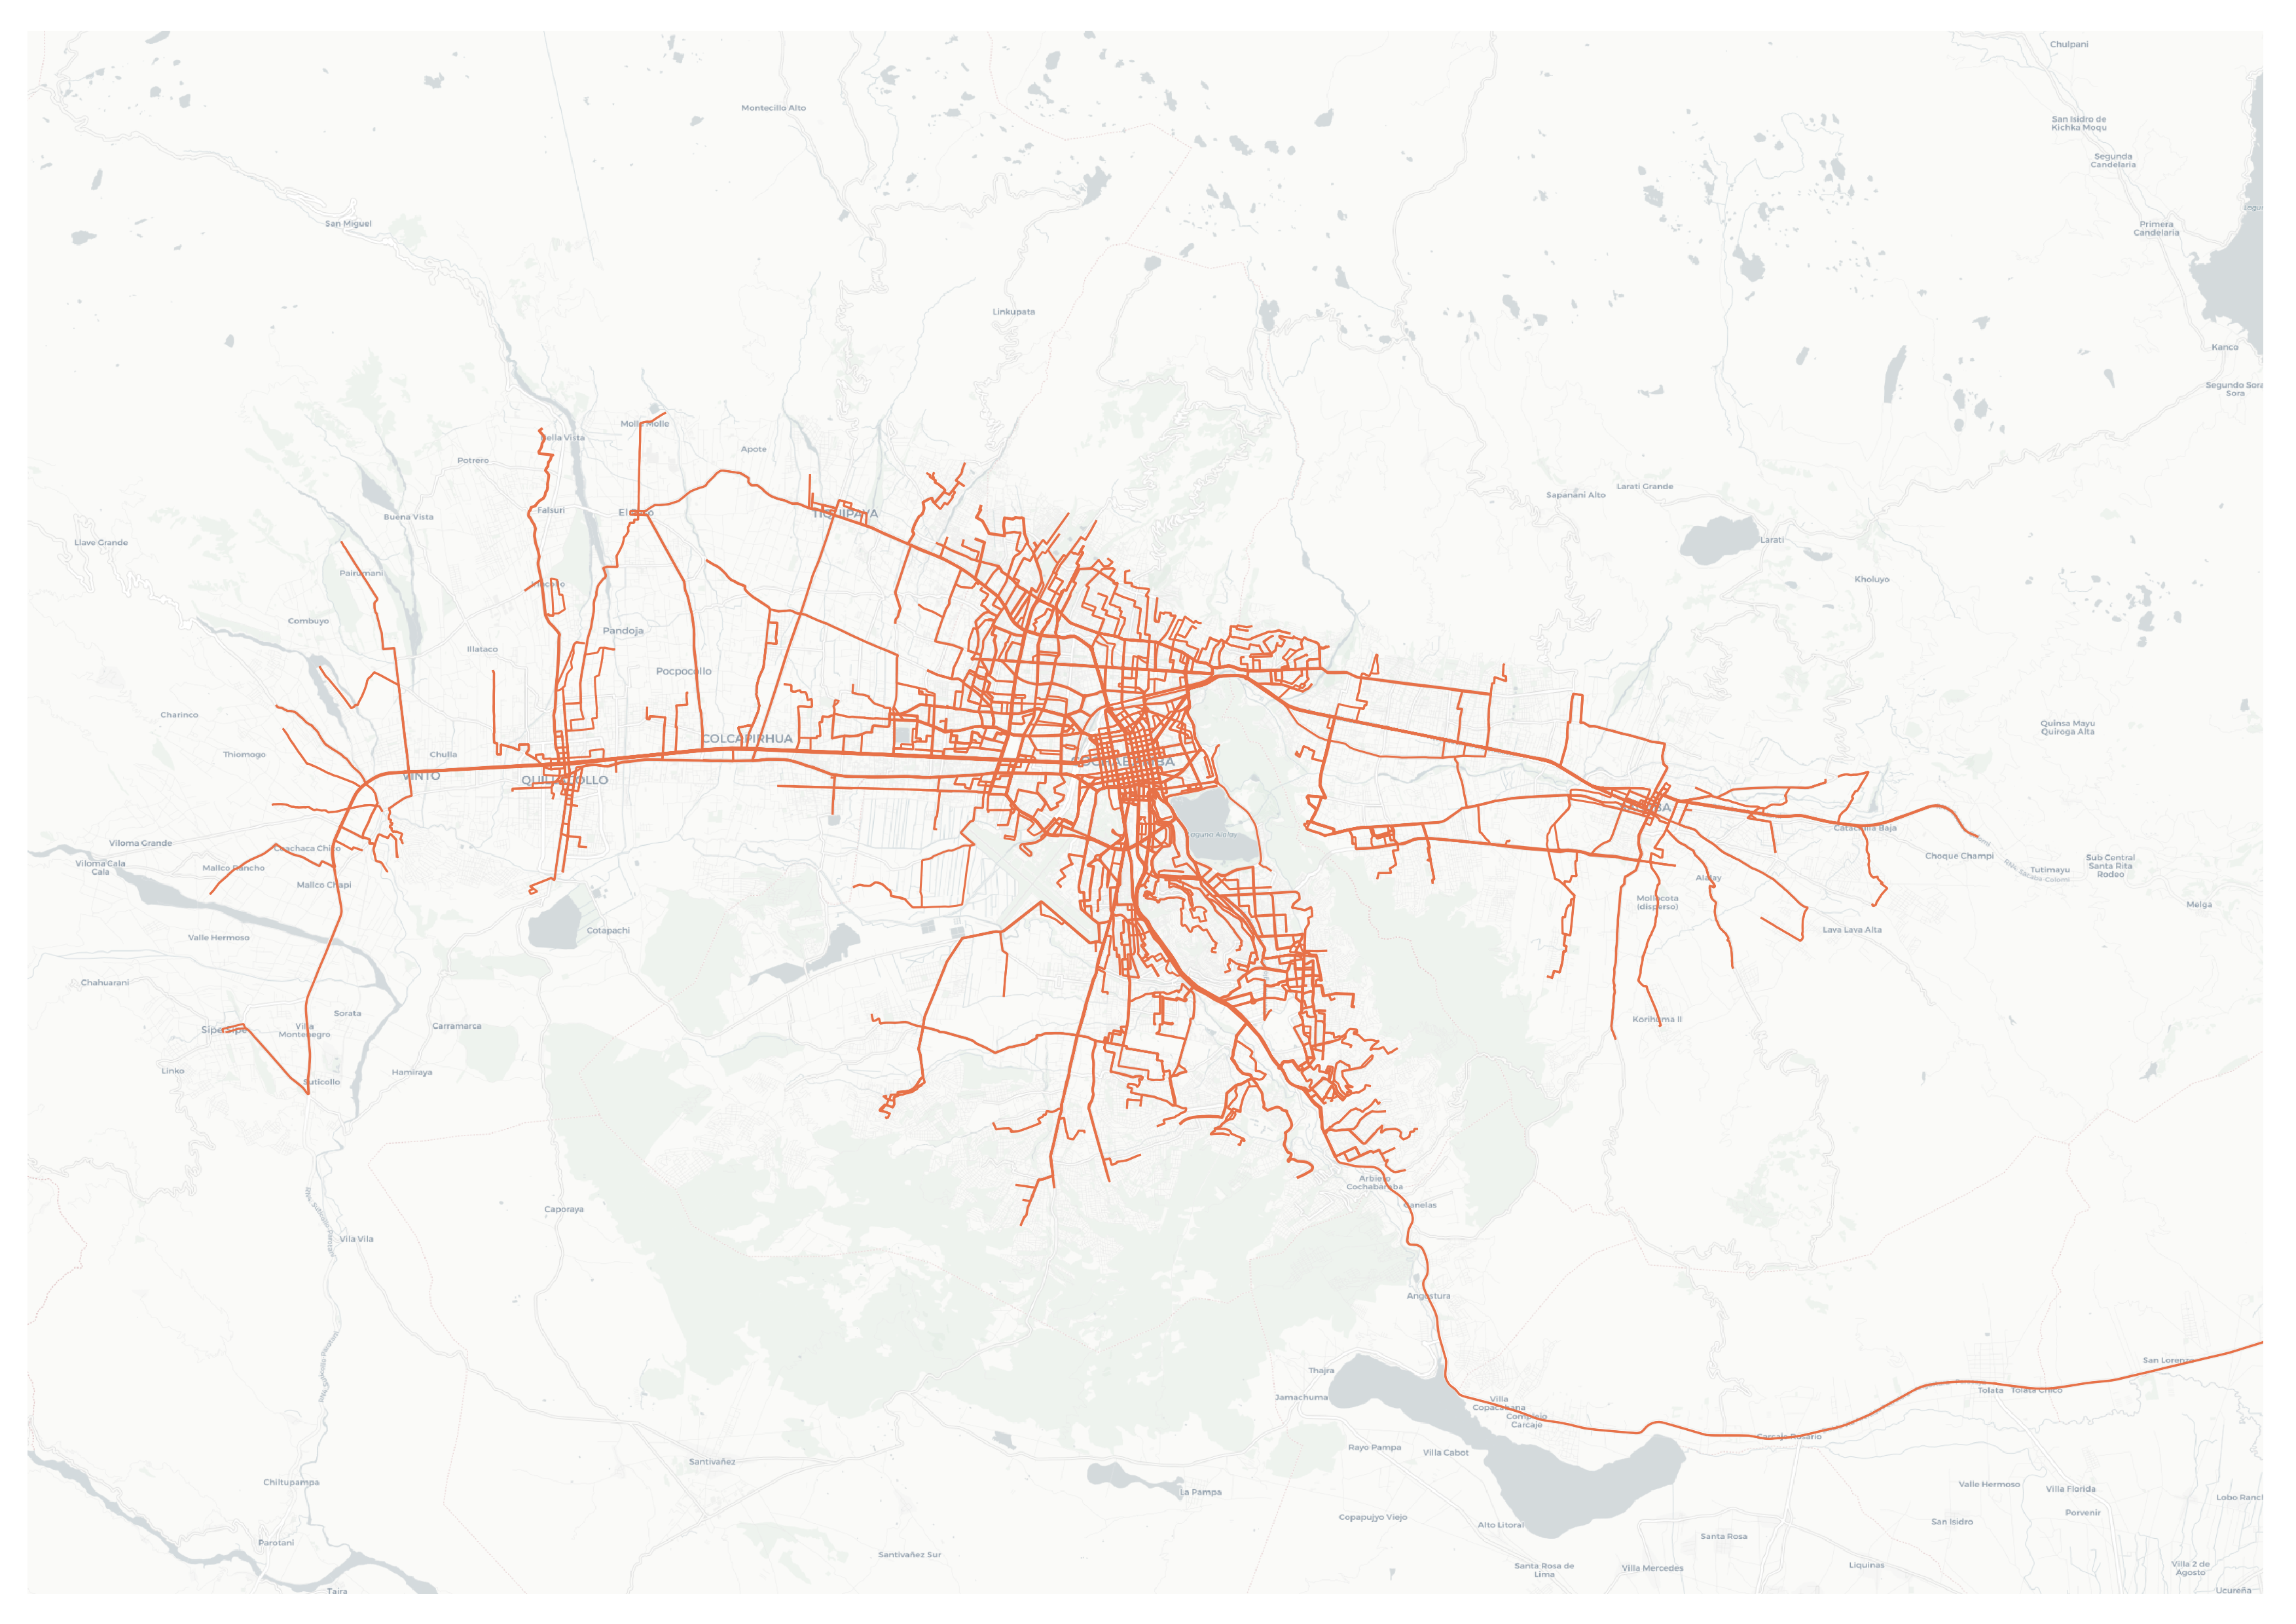 Chulpani
Montecillo Alto
San Isidro de
Kichka Moqu
Segunda
Candelaria
San Miguel
Primera
Candelaria
Linkupata
Kanco
Segundo Sora
Sora
Molle Molle
Bella Vista
Apote
Potrero
Larati Grande
Sapanani Alto
Buena Vista
Falsuri
TIQUIPAYA
Llave Grande
Larati
Pairumani
Kholuyo
Combuyo
Pandoja
Illataco
Pocpocollo
Charinco
Quinsa Mayu
Quiroga Alta
Thiomogo
Chulla
COLCAPIRHUA
COCHABAMBA
VINTO
QUILLACOLLO
SACABA
Laguna Alalay
Catachilla Baja
Viloma Grande
Coachaca Chico
Choque Champi
Viloma Cala
Cala
Mallco Rancho
Tutimayu
Sub Central
Santa Rita
Rodeo
Mallco Chapi
Alalay
Mollocota
(disperso)
Melga
Cotapachi
Lava Lava Alta
Valle Hermoso
Chahuarani
Sorata
Sipe Sipe
Villa
Montenegro
Carramarca
Korihuma II
Linko
Hamiraya
Suticollo
Arbieto
Cochabamba
Canelas
Caporaya
Vila Vila
Angostura
Thajra
San Lorenzo
Jamachuma
Villa
Copacabana
Complejo
Carcaje
Tolata
Tolata Chico
Carcaje Rosario
Rayo Pampa
Villa Cabot
Santivañez
Chiltupampa
La Pampa
Valle Hermoso
Villa Florida
Lobo Ranc
Porvenir
Copapujyo Viejo
Alto Litoral
San Isidro
Santa Rosa
Parotani
Santivañez Sur
Santa Rosa de
Lima
Villa Mercedes
Liquinas
Villa 2 de
Agosto
Taira
Ucureña